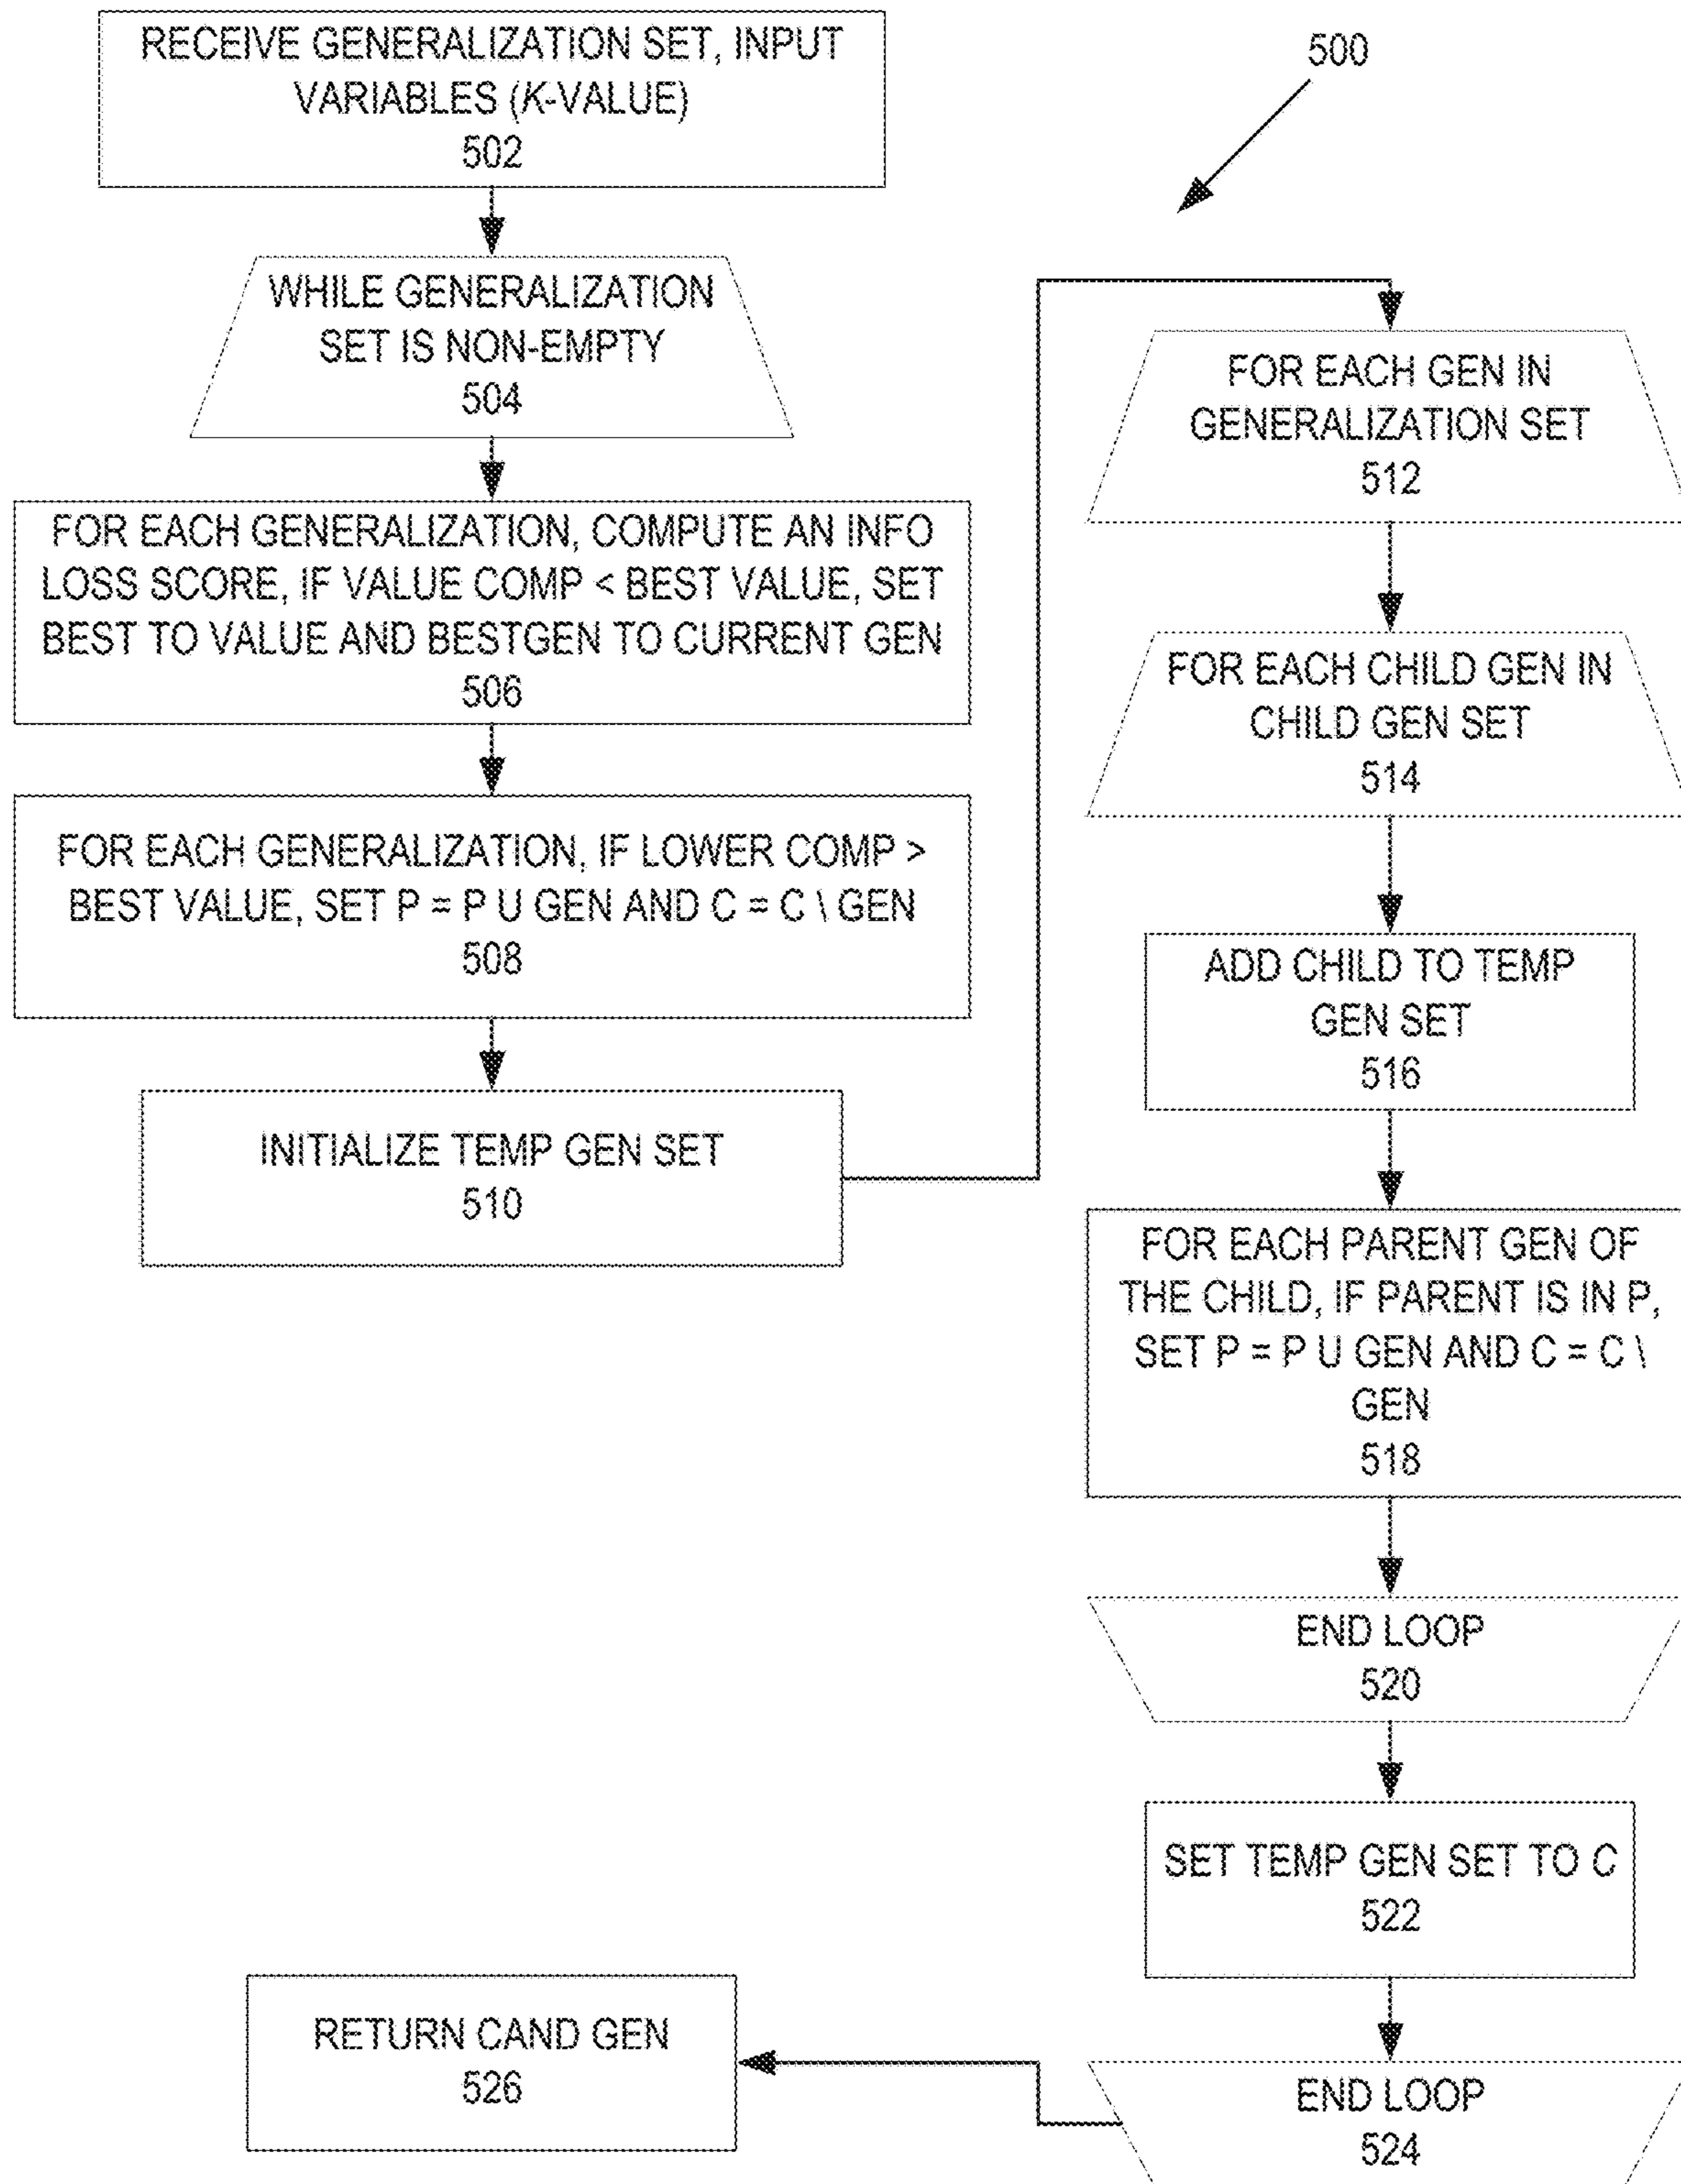 RECEIVE GENERALIZATION SET, INPUT
VARIABLES (K-VALUE)
502
WHILE GENERALIZATION
SET IS NON-EMPTY
504
FOR EACH GENERALIZATION, COMPUTE AN INFO
LOSS SCORE, IF VALUE COMP < BEST VALUE, SET
BEST TO VALUE AND BESTGEN TO CURRENT GEN
506
FOR EACH GENERALIZATION, IF LOWER COMP >
BEST VALUE, SET P = P U GEN AND C = C \ GEN
508
INITIALIZE TEMP GEN SET
510
500
FOR EACH GEN IN
GENERALIZATION SET
512
FOR EACH CHILD GEN IN
CHILD GEN SET
514
ADD CHILD TO TEMP
GEN SET
516
FOR EACH PARENT GEN OF
THE CHILD, IF PARENT IS IN P,
SET P = P U GEN AND C = C \
GEN
518
END LOOP
520
SET TEMP GEN SET TO C
522
END LOOP
524
RETURN CAND GEN
526